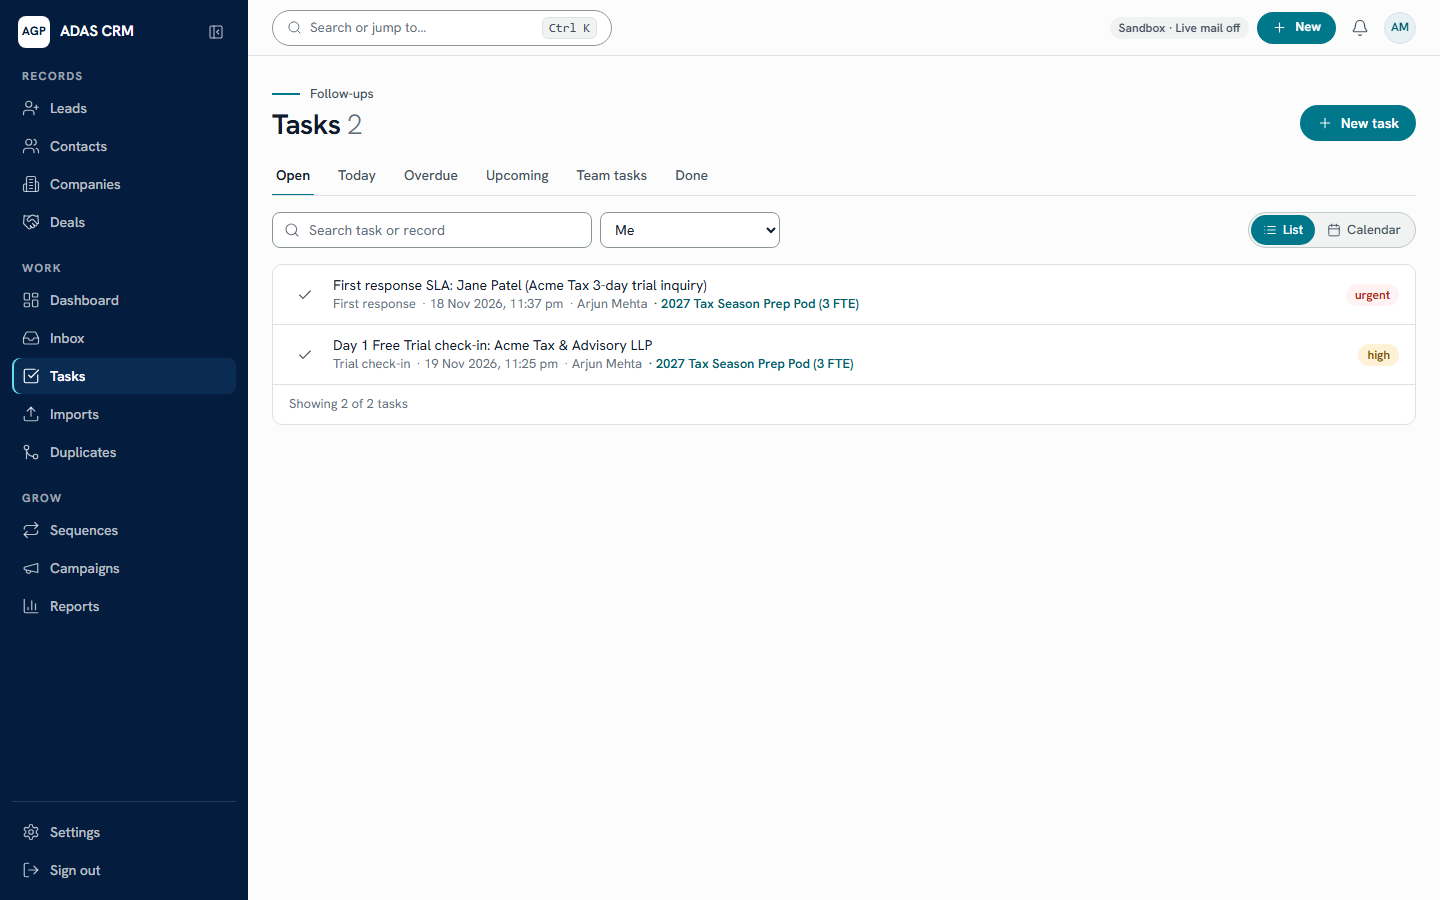 AGP ADAS CRM
RECORDS
Leads
Contacts
Companies
Deals
WORK
Dashboard
Inbox
Tasks
Imports
Duplicates
GROW
Sequences
Campaigns
Reports
Settings
Sign out
Search or jump to... Ctrl K
Sandbox · Live mail off
New
AM
Follow-ups
Tasks 2
New task
Open Today Overdue Upcoming Team tasks Done
Search task or record
Me
List Calendar
First response SLA: Jane Patel (Acme Tax 3-day trial inquiry)
First response · 18 Nov 2026, 11:37 pm · Arjun Mehta · 2027 Tax Season Prep Pod (3 FTE)
urgent
Day 1 Free Trial check-in: Acme Tax & Advisory LLP
Trial check-in · 19 Nov 2026, 11:25 pm · Arjun Mehta · 2027 Tax Season Prep Pod (3 FTE)
high
Showing 2 of 2 tasks